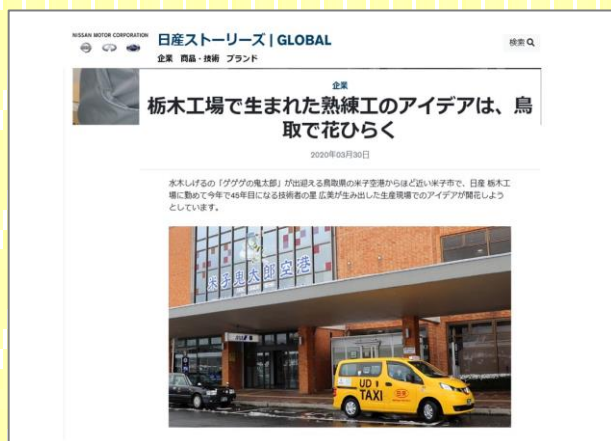 NISSAN MOTOR CORPORATION
日産ストーリーズ | GLOBAL
検索
企業 商品・技術 ブランド
企業
栃木工場で生まれた熟練工のアイデアは、鳥
取で花ひらく
2020年03月30日
水木しげるの「ゲゲゲの鬼太郎」が出迎える鳥取県の米子空港からほど近い米子市で、日産 栃木工
場に勤めて今年で45年目になる技術者の星 広美が生み出した生産現場でのアイデアが開花しよう
としています。
米子鬼太郎空港
ANA
UD
TAXI